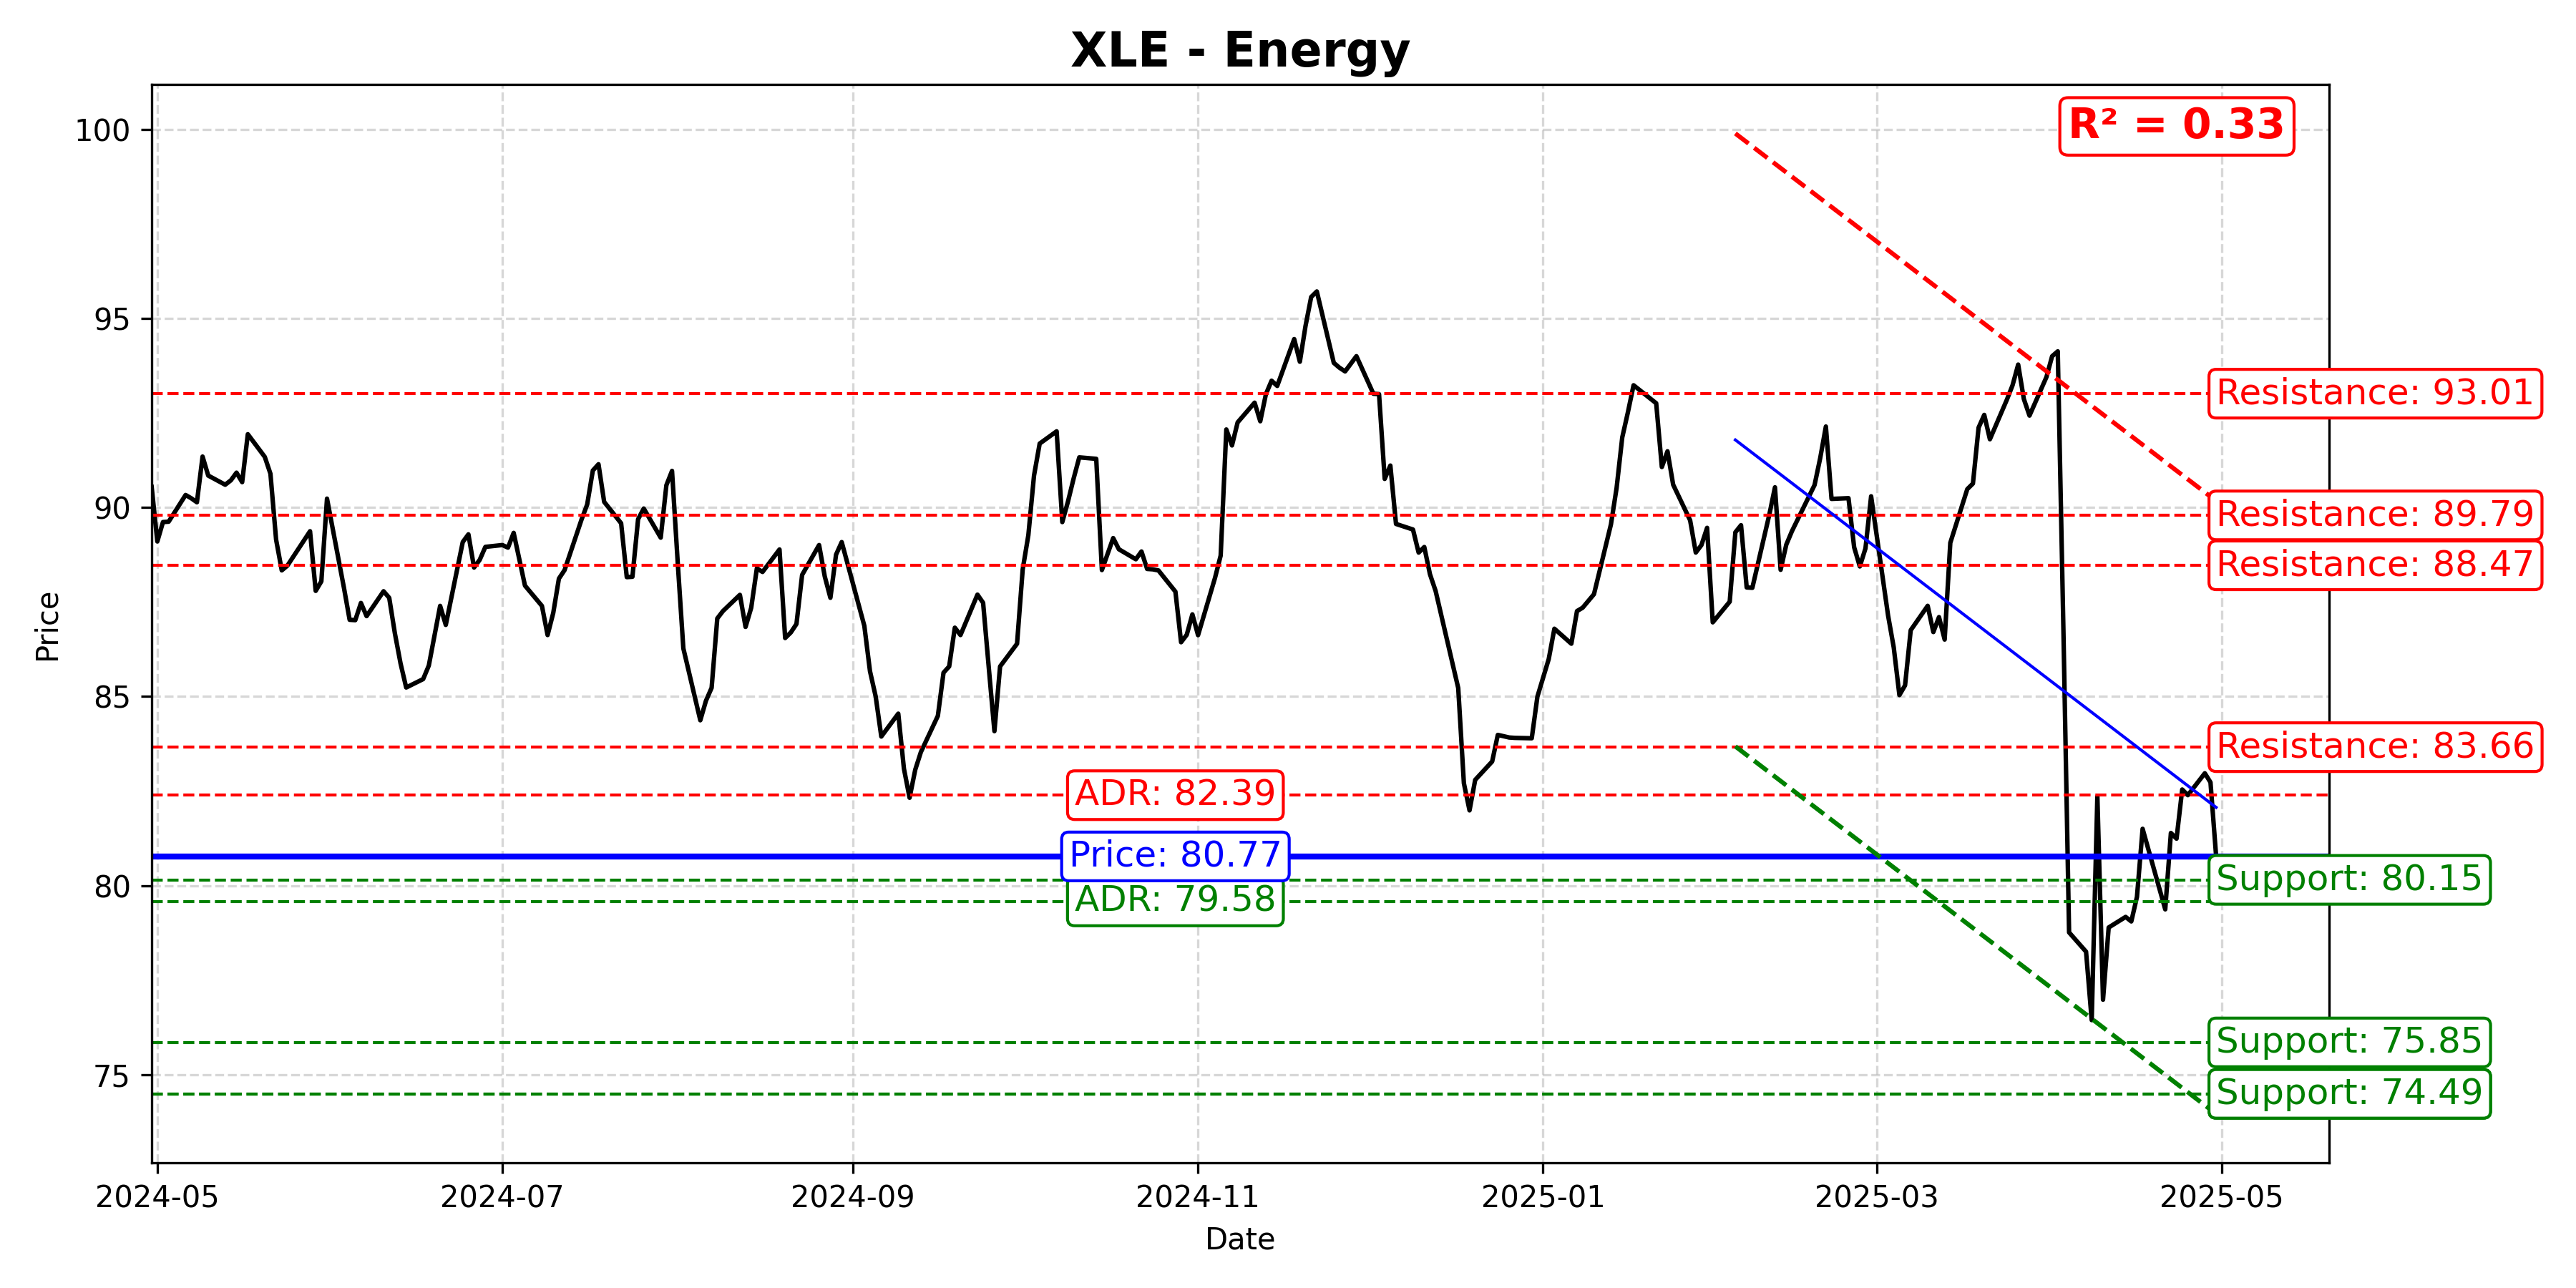 XLE - Energy
R² = 0.33
100
95
90
85
80
75
Price
Resistance: 93.01
Resistance: 89.79
Resistance: 88.47
Resistance: 83.66
ADR: 82.39
Price: 80.77
Support: 80.15
ADR: 79.58
Support: 75.85
Support: 74.49
2024-05
2024-07
2024-09
2024-11
2025-01
2025-03
2025-05
Date